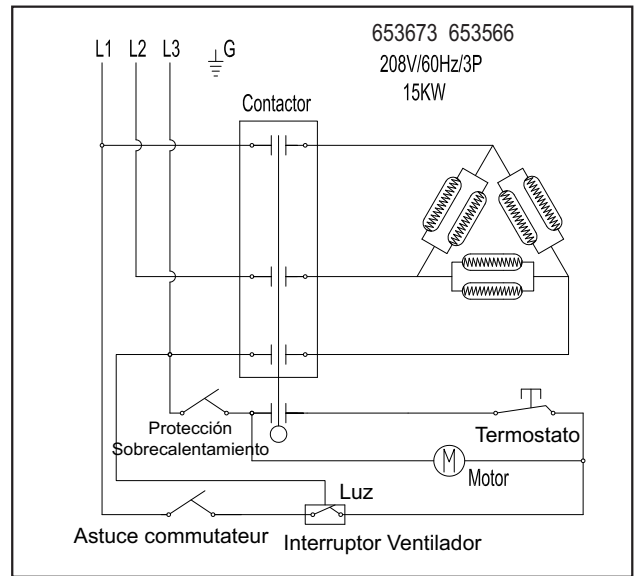 653673 653566
208V/60Hz/3P
15KW
L1 L2 L3 G
Contactor
Protección
Sobrecalentamiento
Termostato
M
Motor
Luz
Astuce commutateur
Interruptor Ventilador